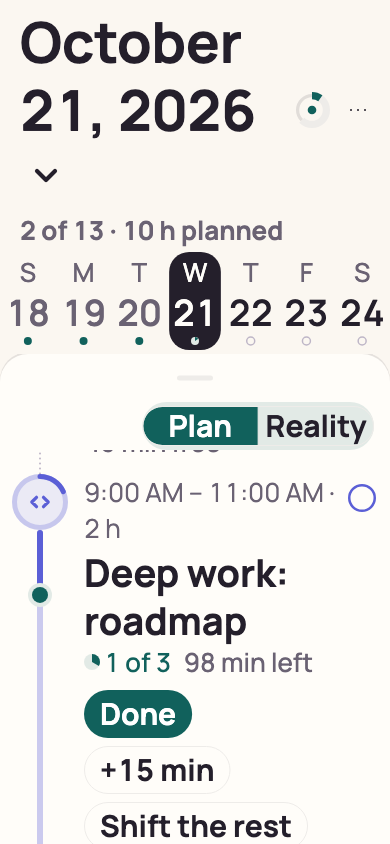 October
21, 2026
2 of 13 · 10 h planned
S M T W T F S
18 19 20 21 22 23 24
Plan Reality
9:00 AM – 11:00 AM ·
2 h
Deep work:
roadmap
1 of 3 98 min left
Done
+15 min
Shift the rest